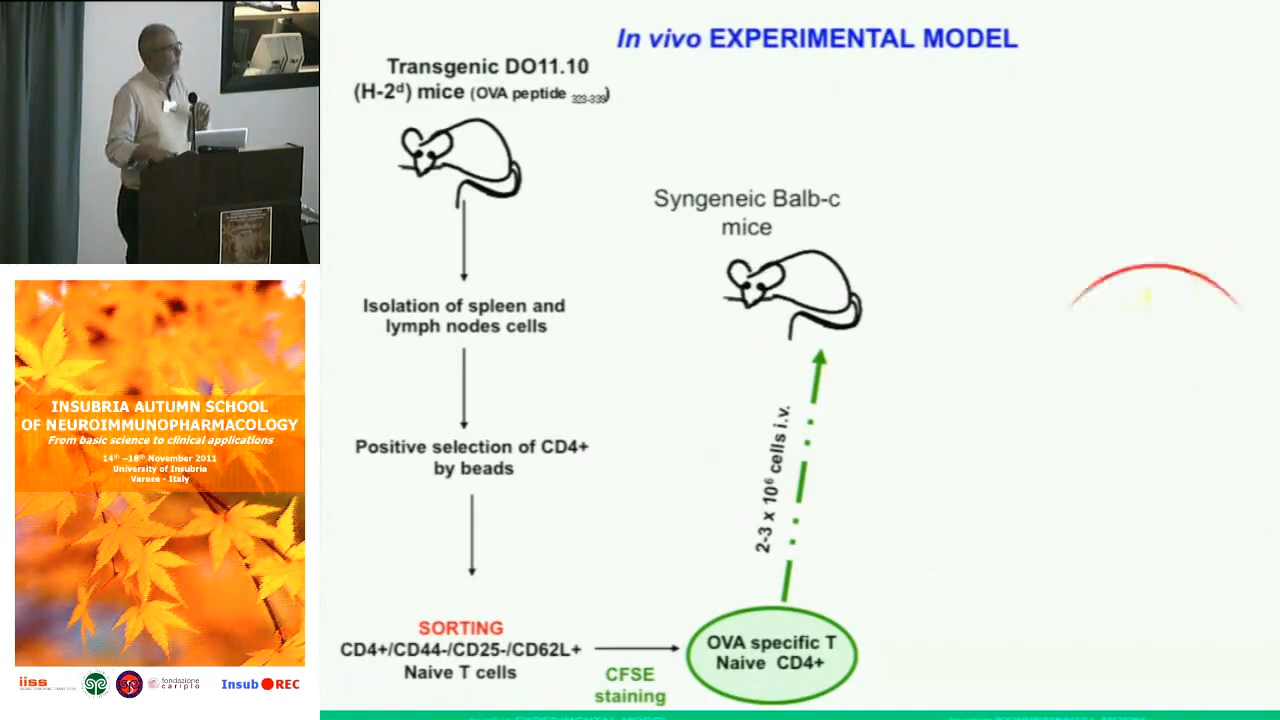 In vivo EXPERIMENTAL MODEL
Transgenic DO11.10
(H-2ᵈ) mice (OVA peptide ₃₂₃₋₃₃₉)
Syngeneic Balb-c
mice
Isolation of spleen and
lymph nodes cells
Positive selection of CD4+
by beads
2-3 x 10⁶ cells i.v.
SORTING
CD4+/CD44-/CD25-/CD62L+
Naive T cells
CFSE
staining
OVA specific T
Naive CD4+
INSUBRIA AUTUMN SCHOOL
OF NEUROIMMUNOPHARMACOLOGY
From basic science to clinical applications
14th –18th November 2011
University of Insubria
Varese - Italy
iiss
fondazione
cariplo
Insub REC